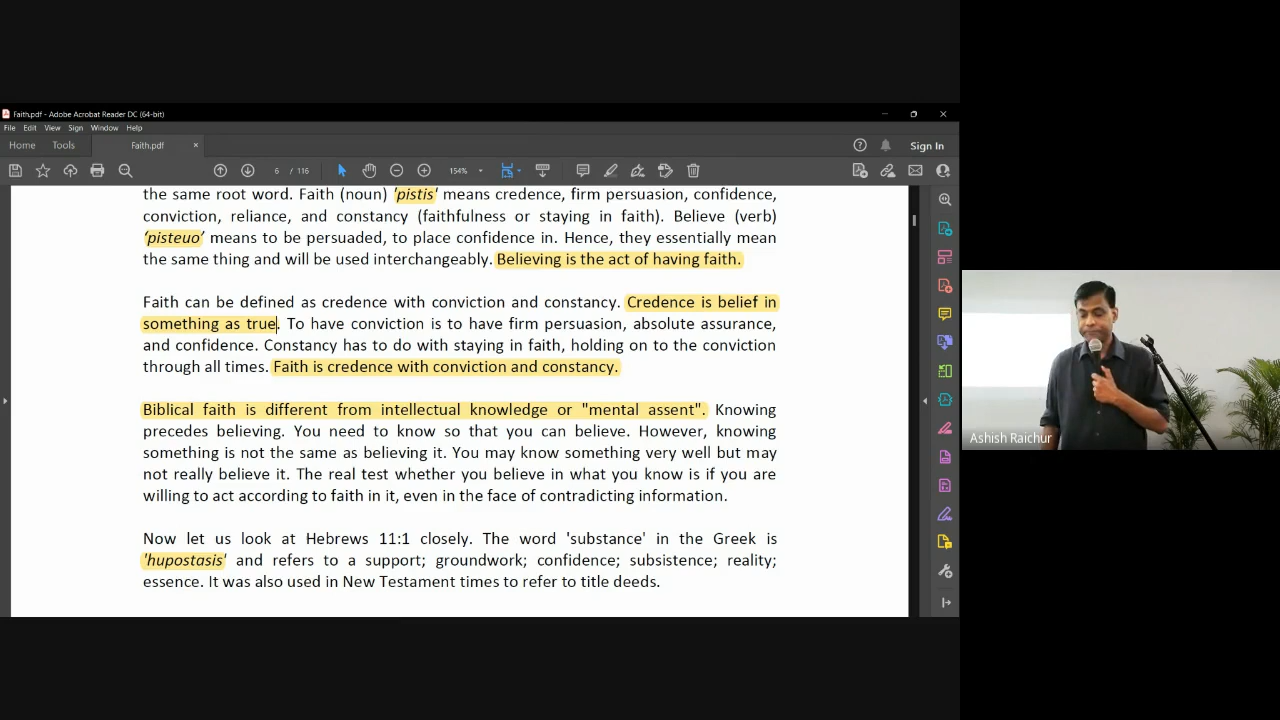 Faith.pdf - Adobe Acrobat Reader DC (64-bit)
File Edit View Sign Window Help
Home Tools Faith.pdf × Sign In
6 / 116 154%
the same root word. Faith (noun) 'pistis' means credence, firm persuasion, confidence,
conviction, reliance, and constancy (faithfulness or staying in faith). Believe (verb)
‘pisteuo’ means to be persuaded, to place confidence in. Hence, they essentially mean
the same thing and will be used interchangeably. Believing is the act of having faith.
Faith can be defined as credence with conviction and constancy. Credence is belief in
something as true. To have conviction is to have firm persuasion, absolute assurance,
and confidence. Constancy has to do with staying in faith, holding on to the conviction
through all times. Faith is credence with conviction and constancy.
Biblical faith is different from intellectual knowledge or "mental assent". Knowing
precedes believing. You need to know so that you can believe. However, knowing
something is not the same as believing it. You may know something very well but may
not really believe it. The real test whether you believe in what you know is if you are
willing to act according to faith in it, even in the face of contradicting information.
Now let us look at Hebrews 11:1 closely. The word 'substance' in the Greek is
'hupostasis' and refers to a support; groundwork; confidence; subsistence; reality;
essence. It was also used in New Testament times to refer to title deeds.
Ashish Raichur